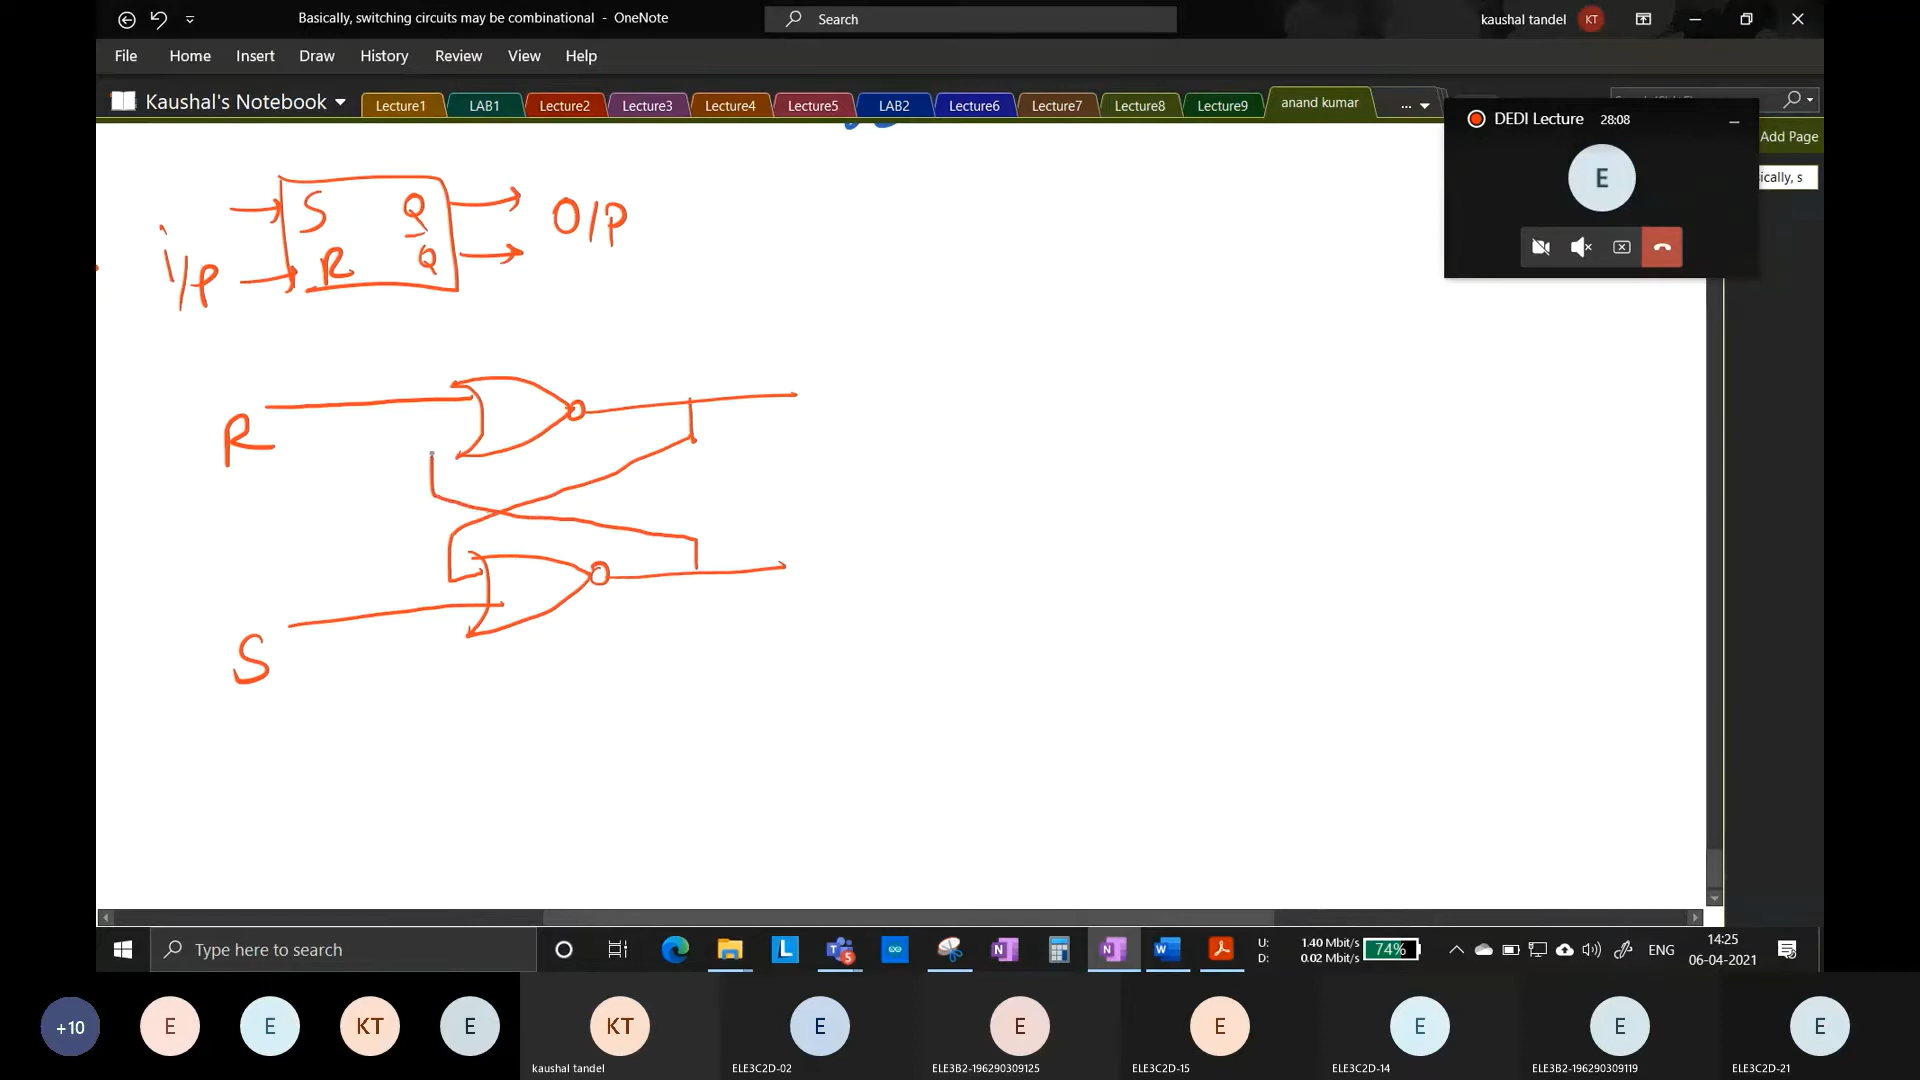 Basically, switching circuits may be combinational - OneNote
Search
kaushal tandel
KT
File Home Insert Draw History Review View Help
Kaushal's Notebook
Lecture1 LAB1 Lecture2 Lecture3 Lecture4 Lecture5 LAB2 Lecture6 Lecture7 Lecture8 Lecture9 anand kumar ...
DEDI Lecture 28:08
E
Add Page
ically, s
S Q
O/P
i/P
R Q
R
S
Type here to search
U: 1.40 Mbit/s
D: 0.02 Mbit/s
74%
ENG
14:25
06-04-2021
+10 E E KT E KT E E E E E E
kaushal tandel
ELE3C2D-02
ELE3B2-196290309125
ELE3C2D-15
ELE3C2D-14
ELE3B2-196290309119
ELE3C2D-21